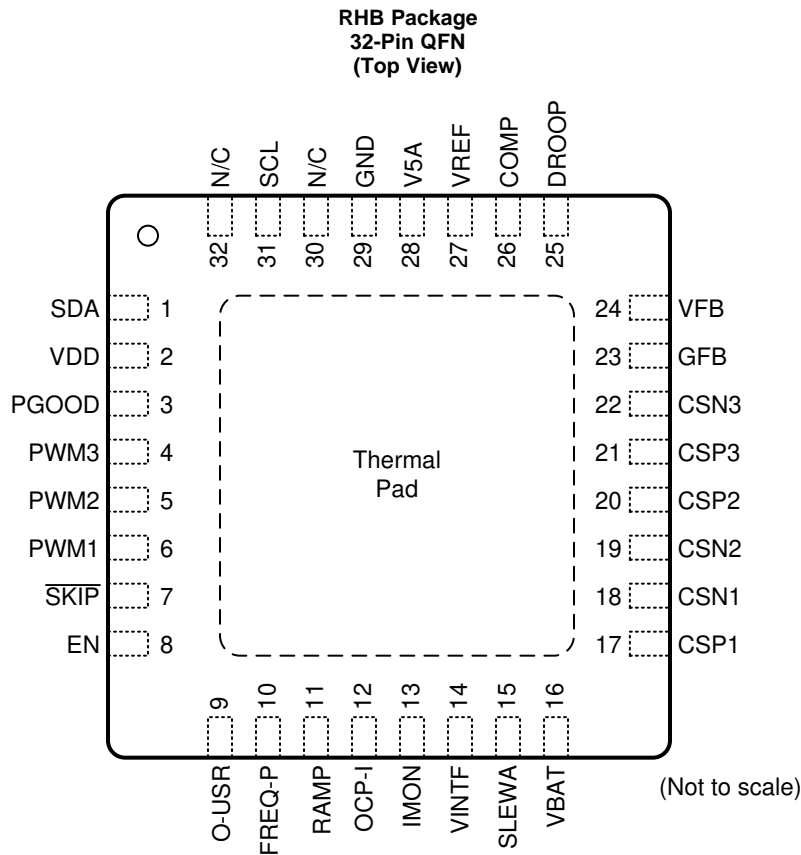 RHB Package
32-Pin QFN
(Top View)
N/C
SCL
N/C
GND
V5A
VREF
COMP
DROOP
32
31
30
29
28
27
26
25
SDA 1
VDD 2
PGOOD 3
PWM3 4
PWM2 5
PWM1 6
SKIP 7
EN 8
24 VFB
23 GFB
22 CSN3
21 CSP3
20 CSP2
19 CSN2
18 CSN1
17 CSP1
Thermal
Pad
9
10
11
12
13
14
15
16
O-USR
FREQ-P
RAMP
OCP-I
IMON
VINTF
SLEWA
VBAT
(Not to scale)